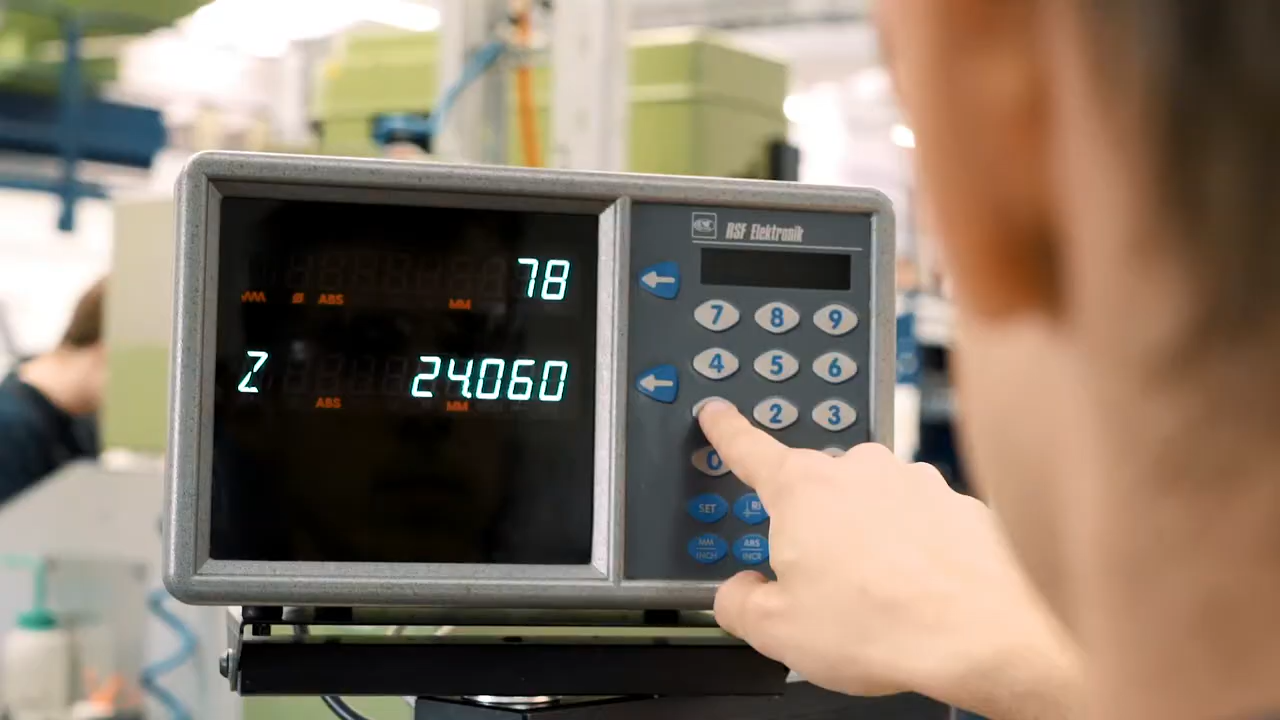 RSF Elektronik
78
ABS MM
Z 24.060
ABS MM
7 8 9
4 5 6
2 3
0
SET
MM ABS
INCH INCR